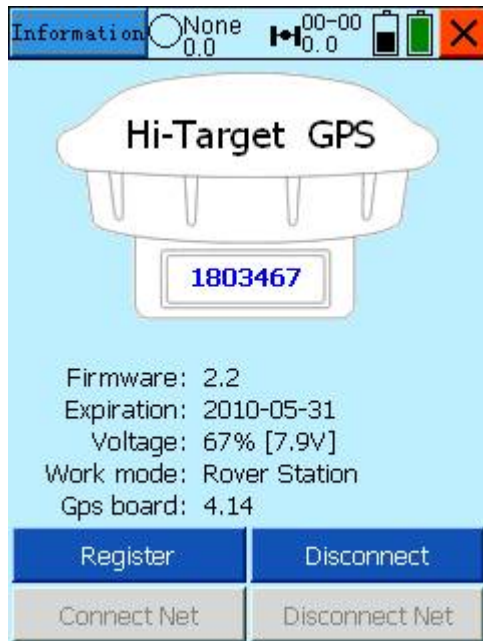 Information None 00-00
0.0 0.0
Hi-Target GPS
1803467
Firmware: 2.2
Expiration: 2010-05-31
Voltage: 67% [7.9V]
Work mode: Rover Station
Gps board: 4.14
Register Disconnect
Connect Net Disconnect Net